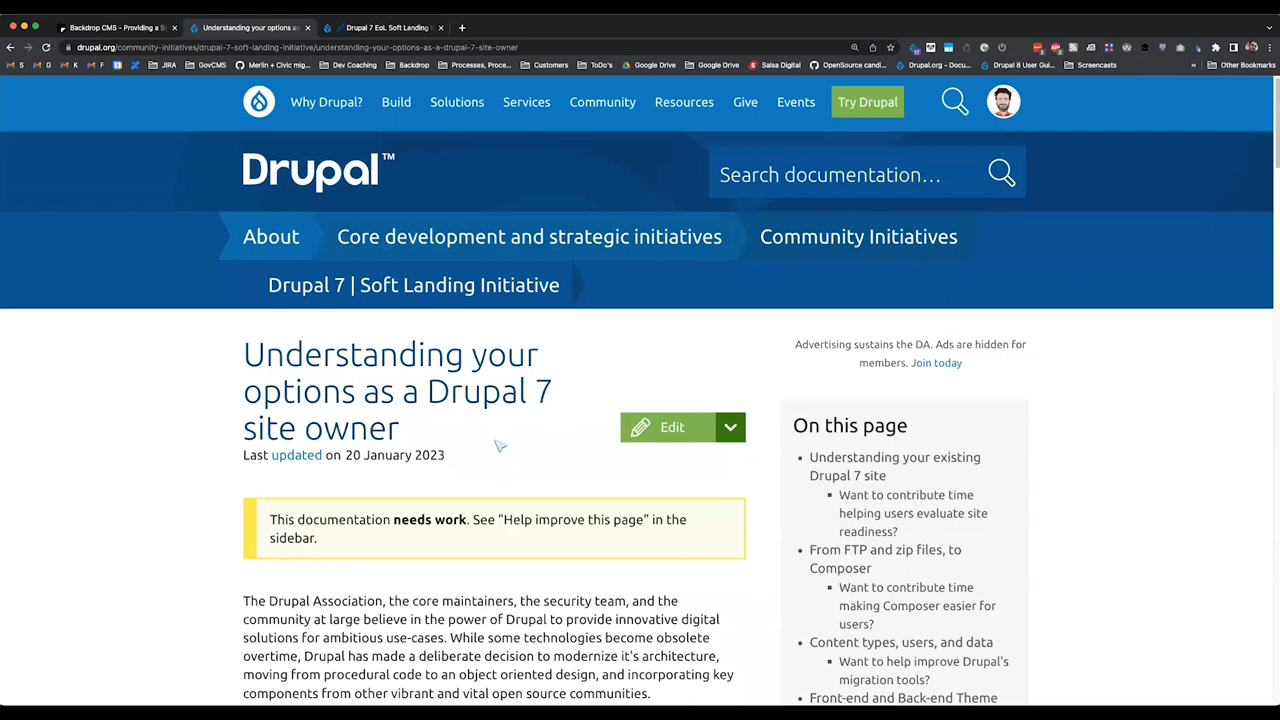 Backdrop CMS - Providing a S
Understanding your options as
Drupal 7 EoL Soft Landing I
drupal.org/community-initiatives/drupal-7-soft-landing-initiative/understanding-your-options-as-a-drupal-7-site-owner
S G K F JIRA GovCMS Merlin + Civic mig... Dev Coaching Backdrop Processes, Proce... Customers ToDo's Google Drive Google Drive Salsa Digital OpenSource candi... Drupal.org - Docu... Drupal 8 User Gui... Screencasts » Other Bookmarks
Why Drupal? Build Solutions Services Community Resources Give Events Try Drupal
Drupal™
Search documentation...
About Core development and strategic initiatives Community Initiatives
Drupal 7 | Soft Landing Initiative
Understanding your
options as a Drupal 7
site owner
Edit
Last updated on 20 January 2023
This documentation needs work. See "Help improve this page" in the
sidebar.
The Drupal Association, the core maintainers, the security team, and the
community at large believe in the power of Drupal to provide innovative digital
solutions for ambitious use-cases. While some technologies become obsolete
overtime, Drupal has made a deliberate decision to modernize it's architecture,
moving from procedural code to an object oriented design, and incorporating key
components from other vibrant and vital open source communities.
Advertising sustains the DA. Ads are hidden for
members. Join today
On this page
Understanding your existing
Drupal 7 site
Want to contribute time
helping users evaluate site
readiness?
From FTP and zip files, to
Composer
Want to contribute time
making Composer easier for
users?
Content types, users, and data
Want to help improve Drupal's
migration tools?
Front-end and Back-end Theme